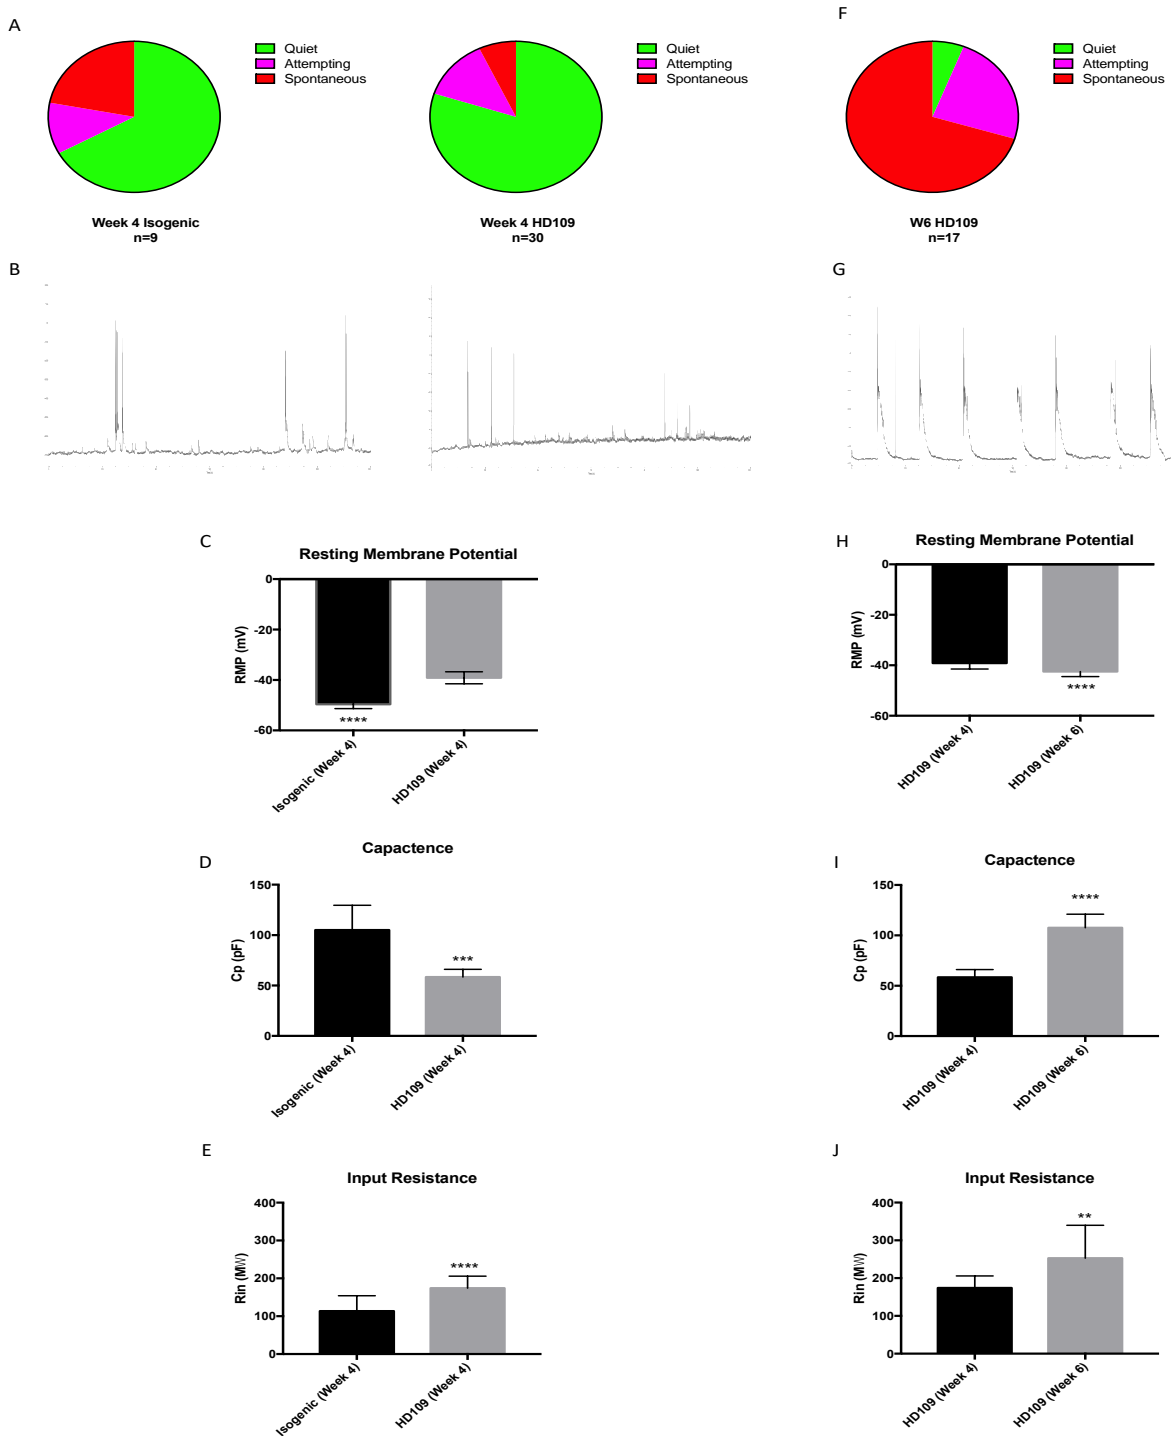 A
Quiet
Attempting
Spontaneous
Week 4 Isogenic
n=9
Quiet
Attempting
Spontaneous
Week 4 HD109
n=30
F
Quiet
Attempting
Spontaneous
W6 HD109
n=17
B
G
C
Resting Membrane Potential
RMP (mV)
0
-20
-40
-60
****
Isogenic (Week 4)
HD109 (Week 4)
H
Resting Membrane Potential
RMP (mV)
0
-20
-40
-60
****
HD109 (Week 4)
HD109 (Week 6)
D
Capactence
Cp (pF)
150
100
50
0
***
Isogenic (Week 4)
HD109 (Week 4)
I
Capactence
Cp (pF)
150
100
50
0
****
HD109 (Week 4)
HD109 (Week 6)
E
Input Resistance
Rin (MW)
400
300
200
100
0
****
Isogenic (Week 4)
HD109 (Week 4)
J
Input Resistance
Rin (MW)
400
300
200
100
0
**
HD109 (Week 4)
HD109 (Week 6)